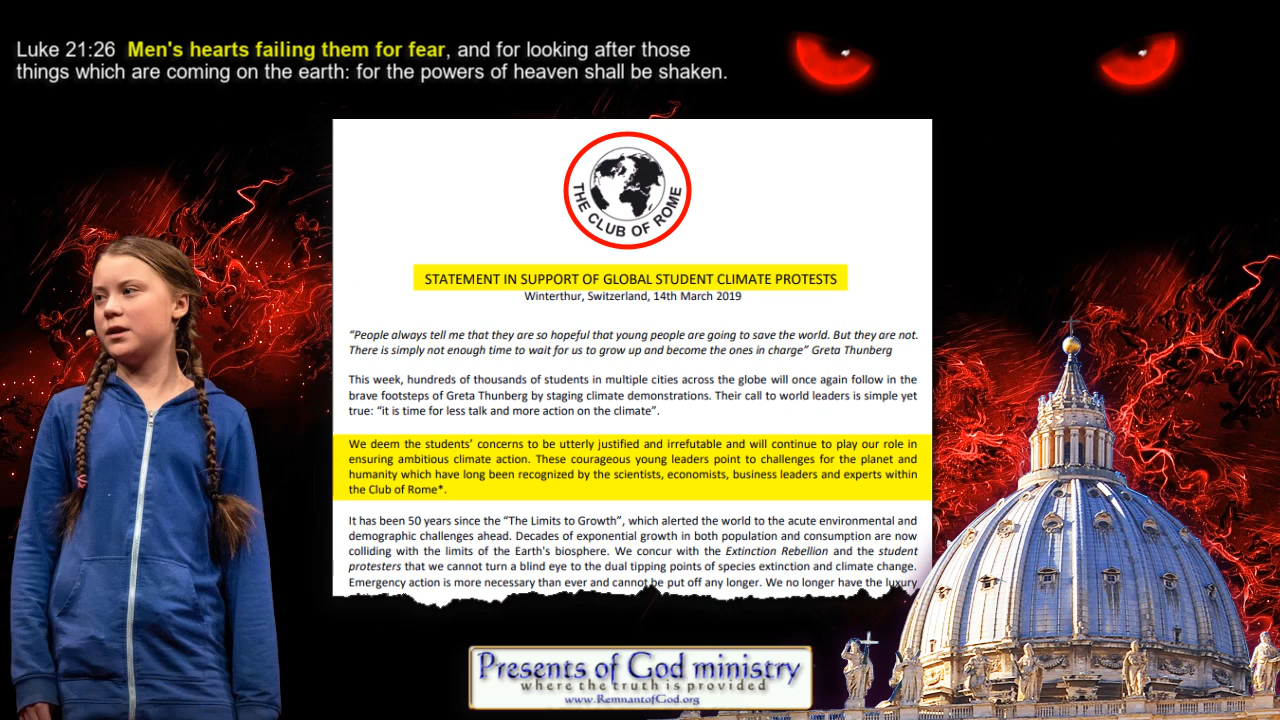 Luke 21:26 Men's hearts failing them for fear, and for looking after those
things which are coming on the earth: for the powers of heaven shall be shaken.
THE CLUB OF ROME
STATEMENT IN SUPPORT OF GLOBAL STUDENT CLIMATE PROTESTS
Winterthur, Switzerland, 14th March 2019
“People always tell me that they are so hopeful that young people are going to save the world. But they are not.
There is simply not enough time to wait for us to grow up and become the ones in charge” Greta Thunberg
This week, hundreds of thousands of students in multiple cities across the globe will once again follow in the
brave footsteps of Greta Thunberg by staging climate demonstrations. Their call to world leaders is simple yet
true: “it is time for less talk and more action on the climate”.
We deem the students’ concerns to be utterly justified and irrefutable and will continue to play our role in
ensuring ambitious climate action. These courageous young leaders point to challenges for the planet and
humanity which have long been recognized by the scientists, economists, business leaders and experts within
the Club of Rome*.
It has been 50 years since the “The Limits to Growth”, which alerted the world to the acute environmental and
demographic challenges ahead. Decades of exponential growth in both population and consumption are now
colliding with the limits of the Earth's biosphere. We concur with the Extinction Rebellion and the student
protesters that we cannot turn a blind eye to the dual tipping points of species extinction and climate change.
Emergency action is more necessary than ever and cannot be put off any longer. We no longer have the luxury
Presents of God ministry
where the truth is provided
www.RemnantofGod.org